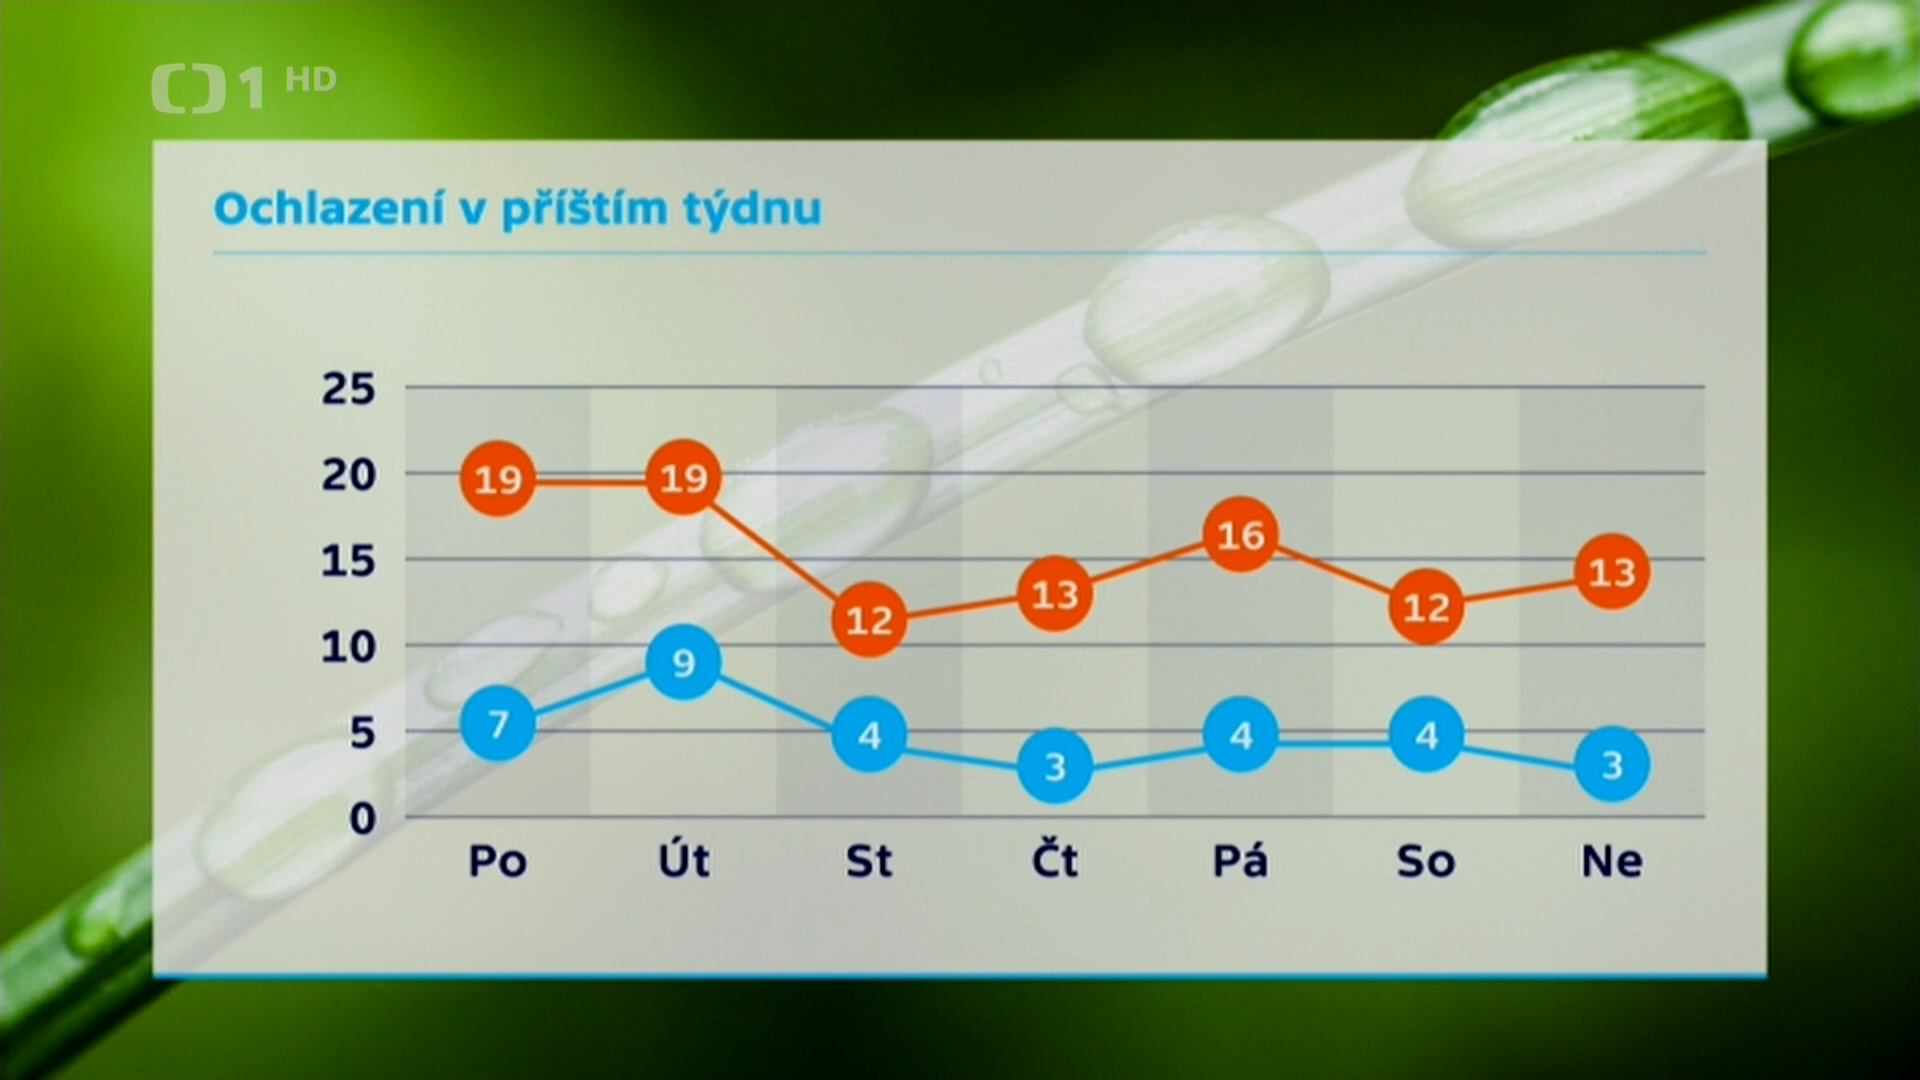 1 HD
Ochlazení v příštím týdnu
25
20
15
10
5
0
19 19 12 13 16 12 13
7 9 4 3 4 4 3
Po Út St Čt Pá So Ne